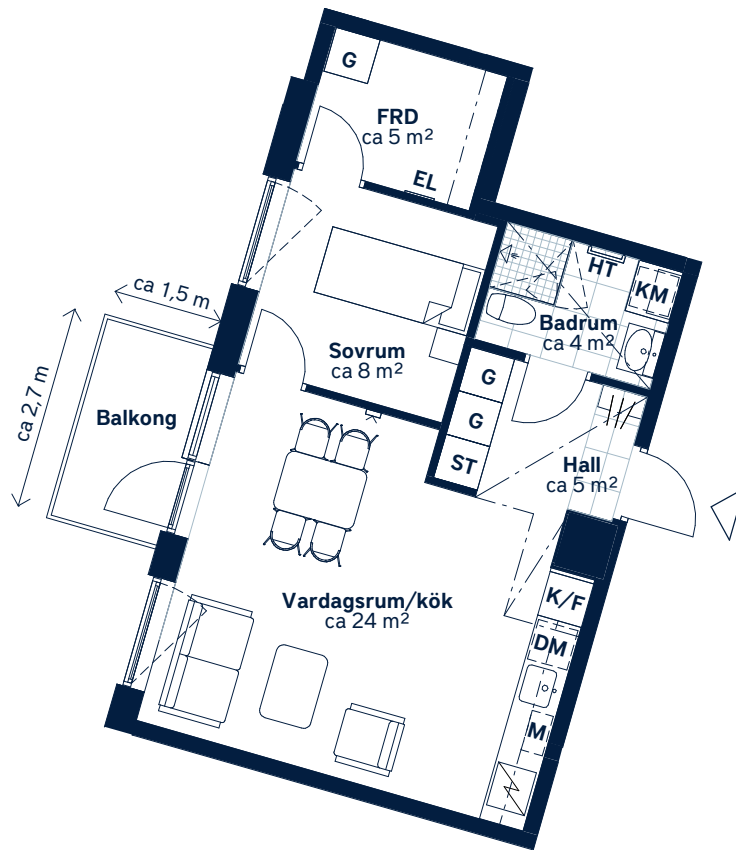 G
FRD
ca 5 m²
EL
HT
KM
ca 1,5 m
Badrum
ca 4 m²
Sovrum
ca 8 m²
ca 2,7 m
Balkong
G
G
ST
Hall
ca 5 m²
Vardagsrum/kök
ca 24 m²
K/F
DM
M